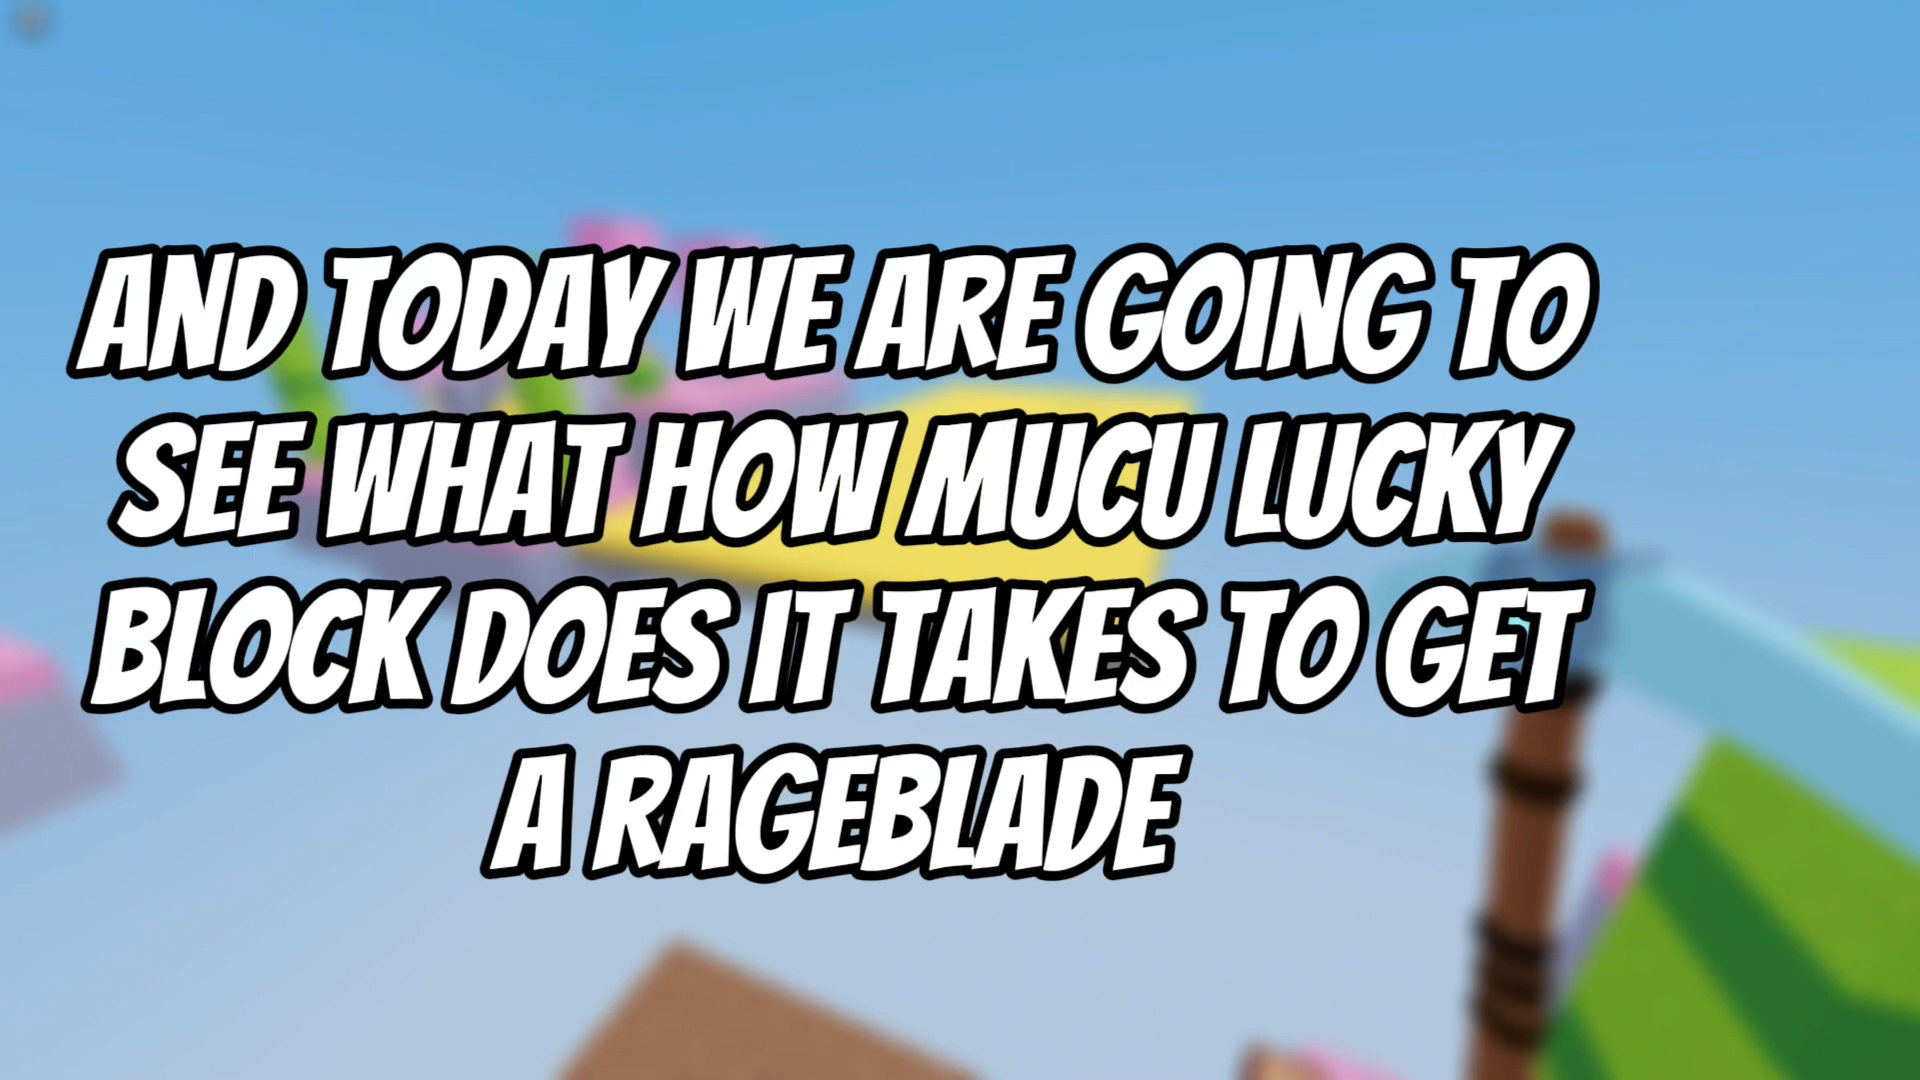 AND TODAY WE ARE GOING TO
SEE WHAT HOW MUCU LUCKY
BLOCK DOES IT TAKES TO GET
A RAGEBLADE